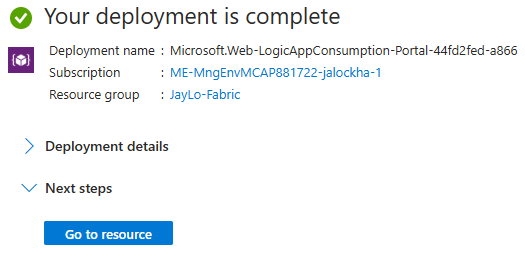 Your deployment is complete
Deployment name : Microsoft.Web-LogicAppConsumption-Portal-44fd2fed-a866
Subscription : ME-MngEnvMCAP881722-jalockha-1
Resource group : JayLo-Fabric
Deployment details
Next steps
Go to resource